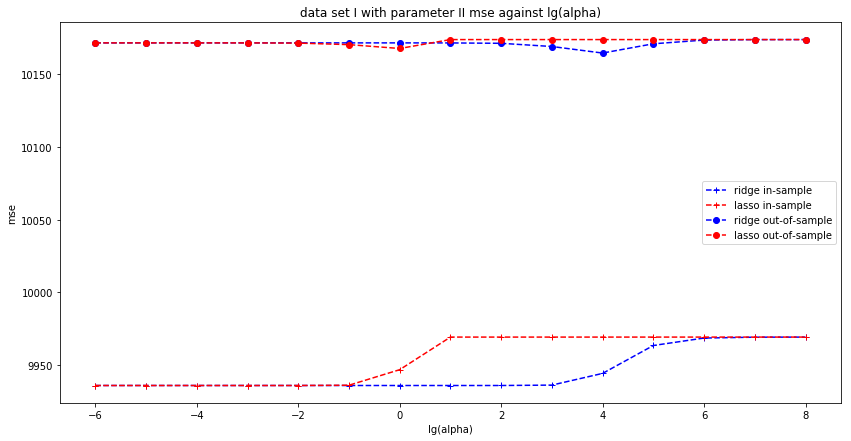 data set I with parameter II mse against lg(alpha)
mse
10150
10100
10050
10000
9950
ridge in-sample
lasso in-sample
ridge out-of-sample
lasso out-of-sample
−6 −4 −2 0 2 4 6 8
lg(alpha)